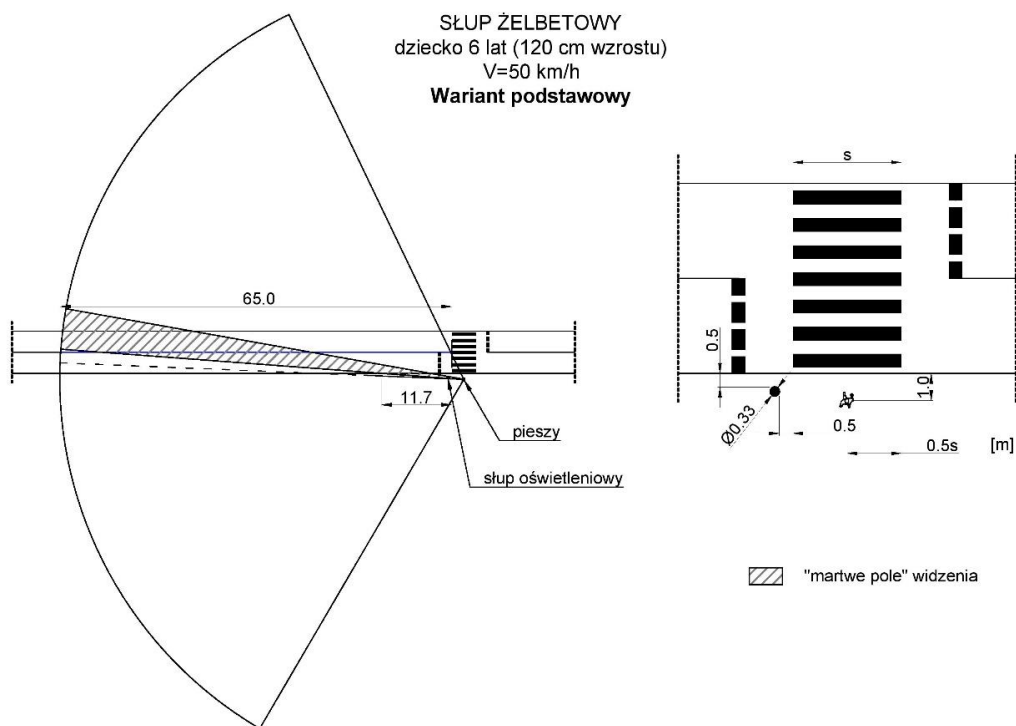 SŁUP ŻELBETOWY
dziecko 6 lat (120 cm wzrostu)
V=50 km/h
Wariant podstawowy
65.0
11.7
pieszy
słup oświetleniowy
s
0.5
Ø0.33
0.5
1.0
0.5s
[m]
"martwe pole" widzenia